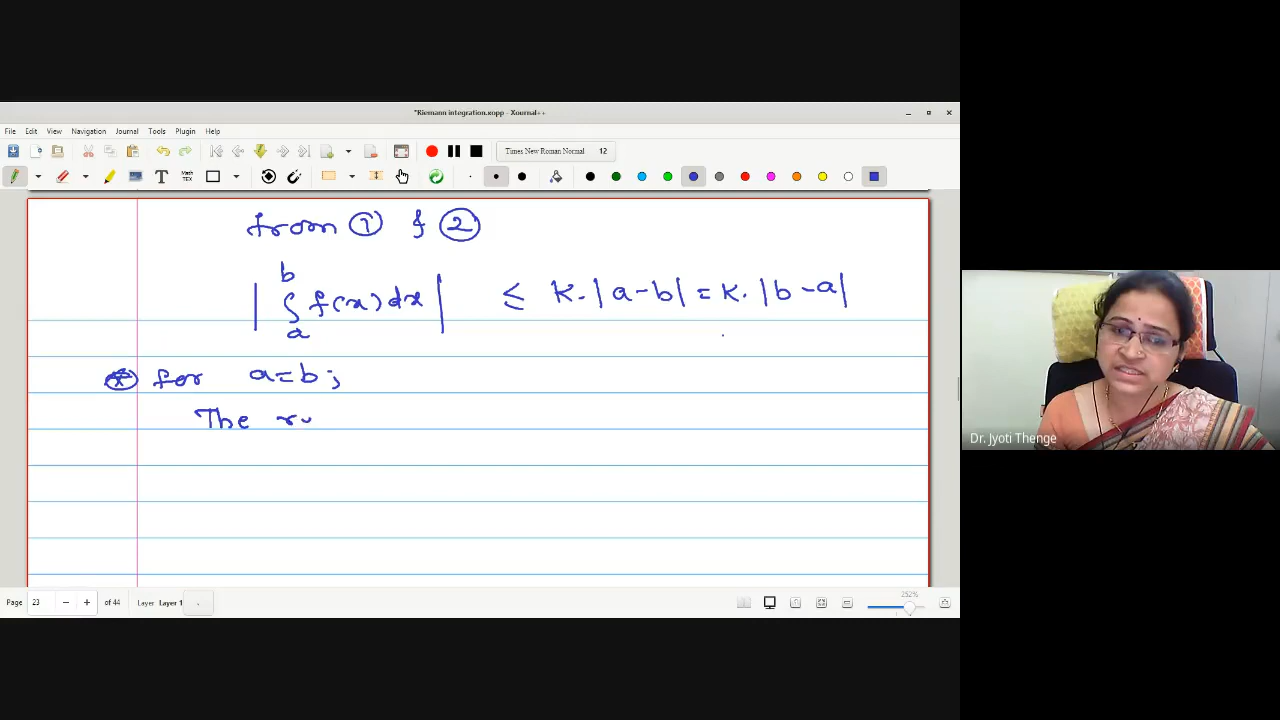 *Riemann integration.xopp - Xournal++
File Edit View Navigation Journal Tools Plugin Help
Times New Roman Normal 12
from ① & ②
| ∫_a^b f(x) dx | ≤ K. |a-b| = K. |b-a|
⊛ for a=b;
The
Page 23 of 44 Layer Layer 1
252%
Dr. Jyoti Thenge